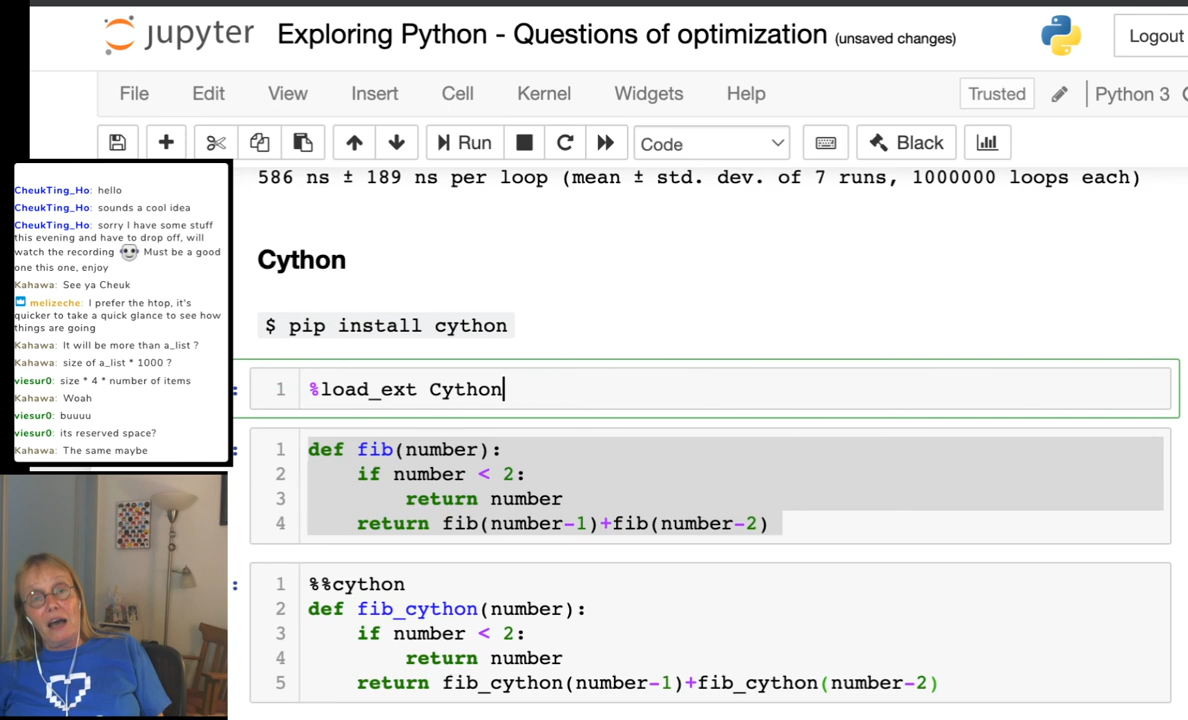 jupyter Exploring Python - Questions of optimization (unsaved changes)
Logout
File Edit View Insert Cell Kernel Widgets Help
Trusted Python 3
Run Code Black
586 ns ± 189 ns per loop (mean ± std. dev. of 7 runs, 1000000 loops each)
Cython
$ pip install cython
1 %load_ext Cython
1 def fib(number):
2 if number < 2:
3 return number
4 return fib(number-1)+fib(number-2)
1 %%cython
2 def fib_cython(number):
3 if number < 2:
4 return number
5 return fib_cython(number-1)+fib_cython(number-2)
CheukTing_Ho: hello
CheukTing_Ho: sounds a cool idea
CheukTing_Ho: sorry I have some stuff
this evening and have to drop off, will
watch the recording Must be a good
one this one, enjoy
Kahawa: See ya Cheuk
melizeche: I prefer the htop, it's
quicker to take a quick glance to see how
things are going
Kahawa: It will be more than a_list ?
Kahawa: size of a_list * 1000 ?
viesur0: size * 4 * number of items
Kahawa: Woah
viesur0: buuuu
viesur0: its reserved space?
Kahawa: The same maybe